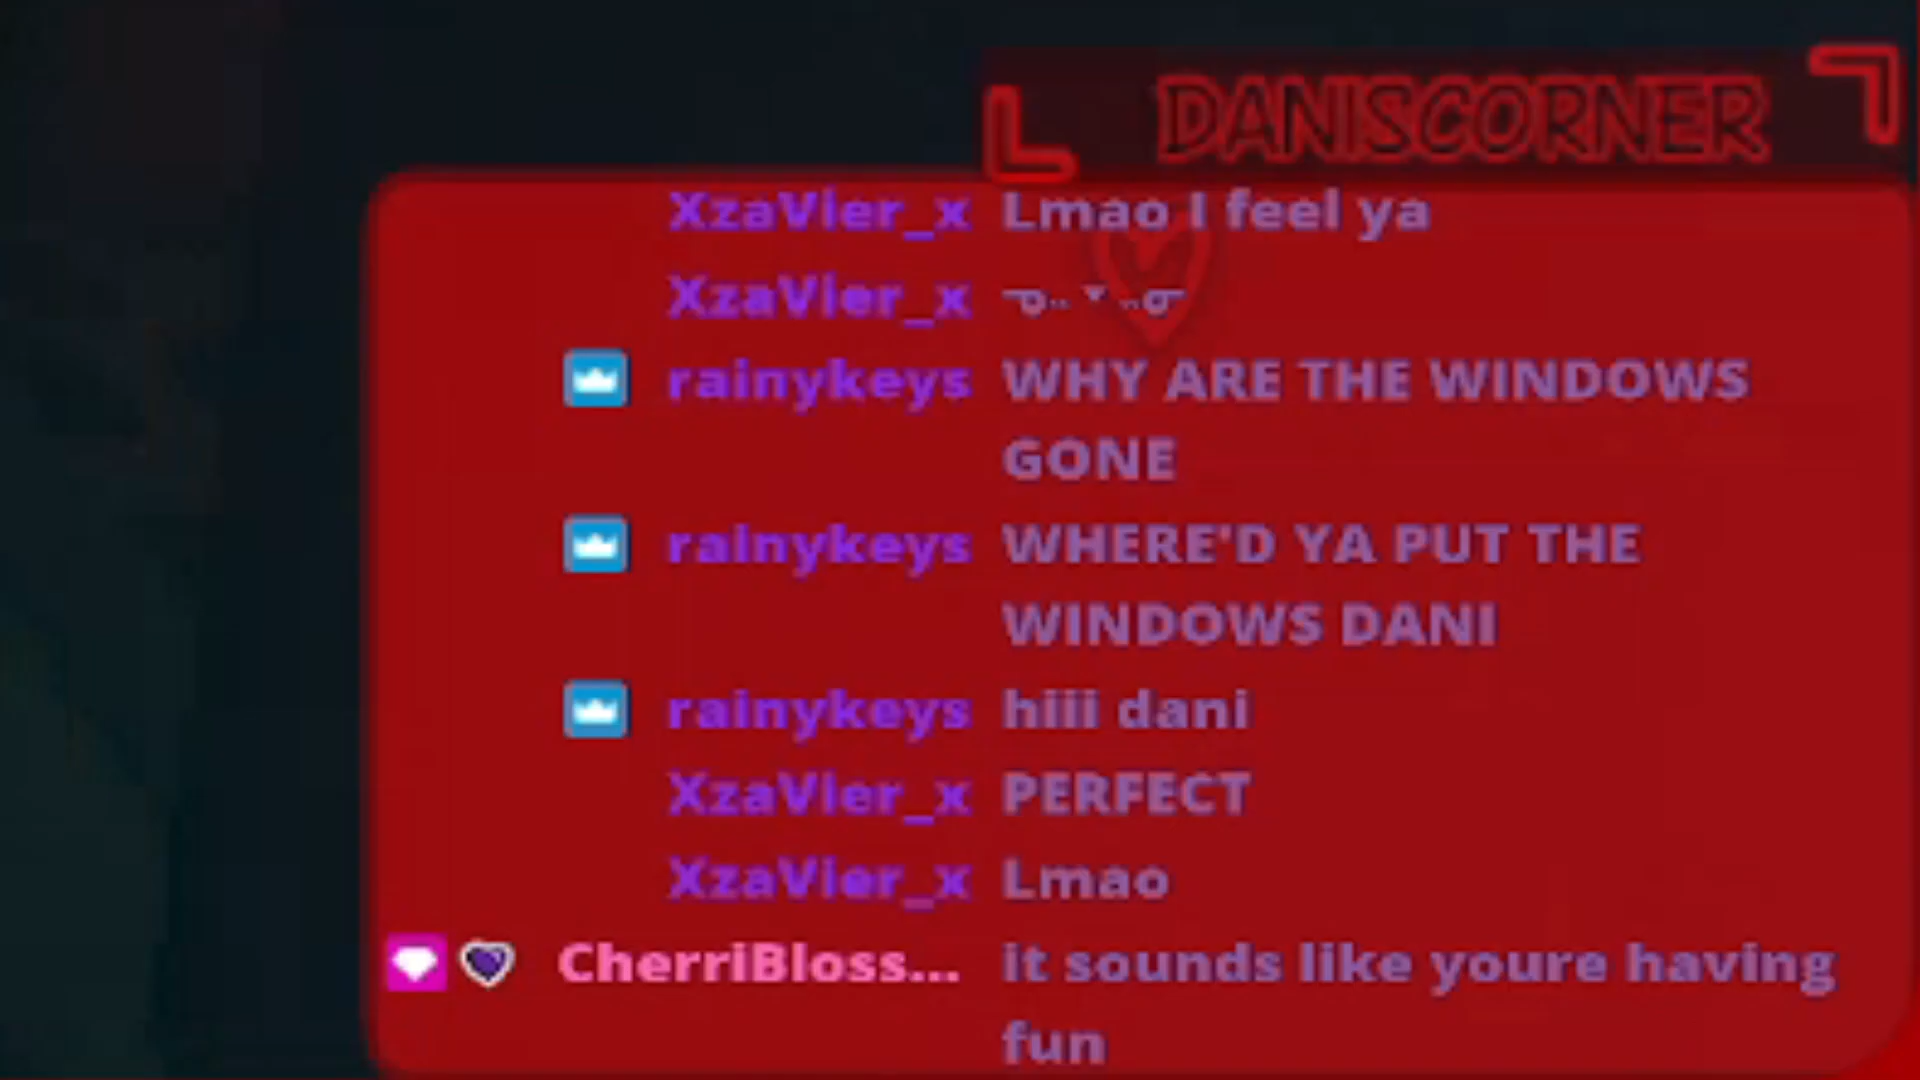 DANISCORNER
XzaVier_x Lmao I feel ya
XzaVier_x
rainykeys WHY ARE THE WINDOWS
GONE
rainykeys WHERE'D YA PUT THE
WINDOWS DANI
rainykeys hiii dani
XzaVier_x PERFECT
XzaVier_x Lmao
CherriBloss... it sounds like youre having
fun